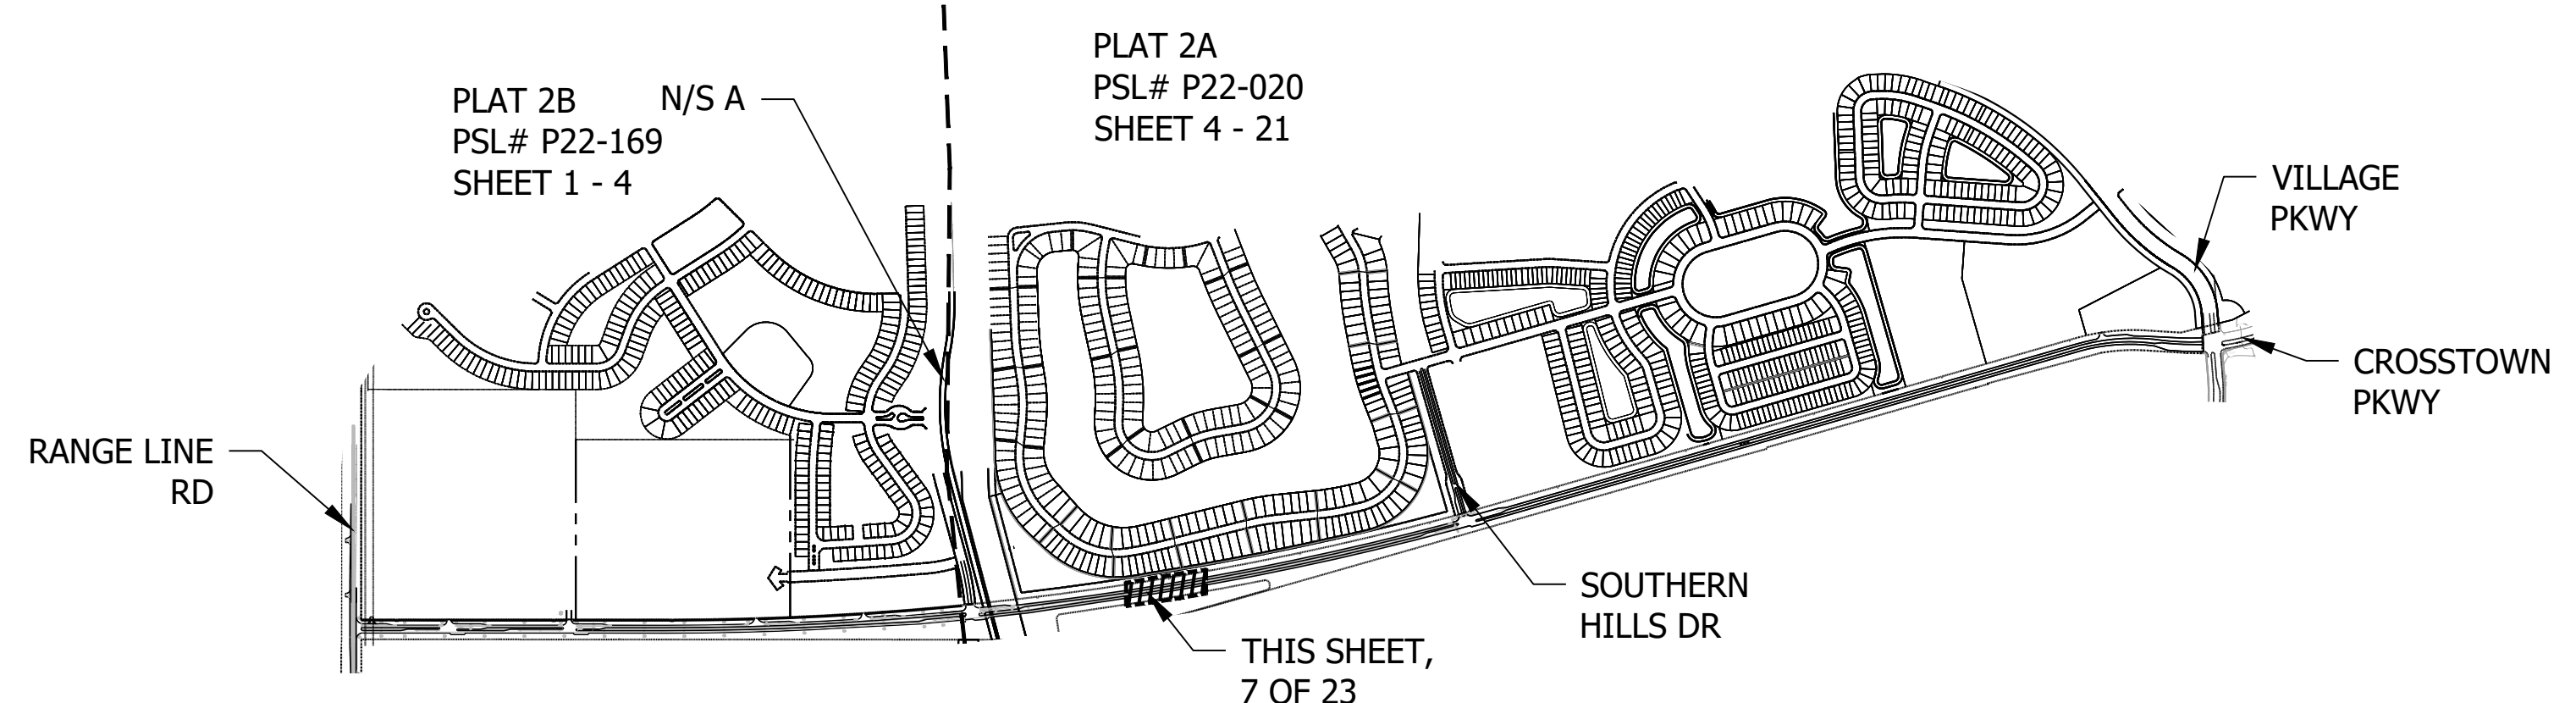 PLAT 2A
PSL# P22-020
SHEET 4 - 21
PLAT 2B
PSL# P22-169
SHEET 1 - 4
N/S A
VILLAGE
PKWY
CROSSTOWN
PKWY
RANGE LINE
RD
SOUTHERN
HILLS DR
THIS SHEET,
7 OF 23